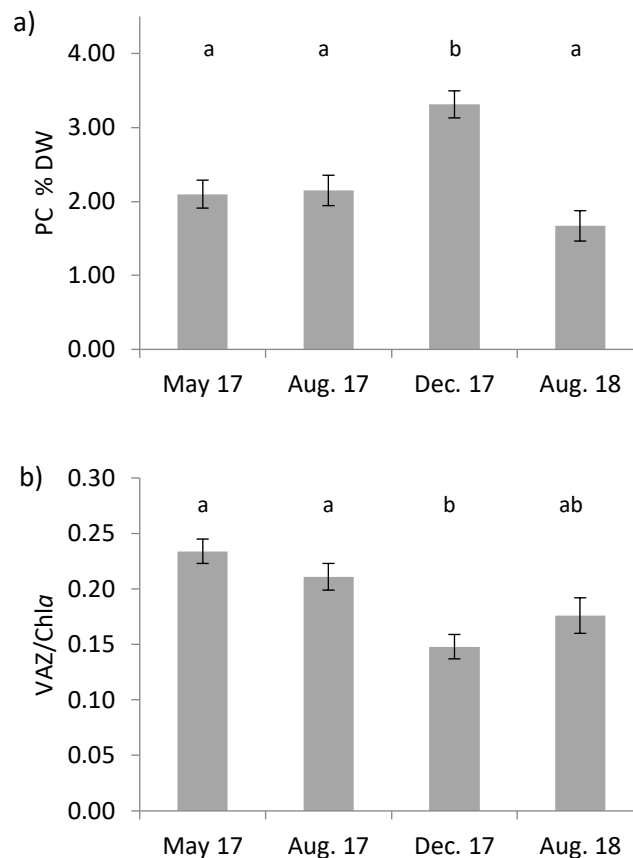 a)
PC % DW
4.00
3.00
2.00
1.00
0.00
a a b a
May 17 Aug. 17 Dec. 17 Aug. 18
b)
VAZ/Chla
0.30
0.25
0.20
0.15
0.10
0.05
0.00
a a b ab
May 17 Aug. 17 Dec. 17 Aug. 18